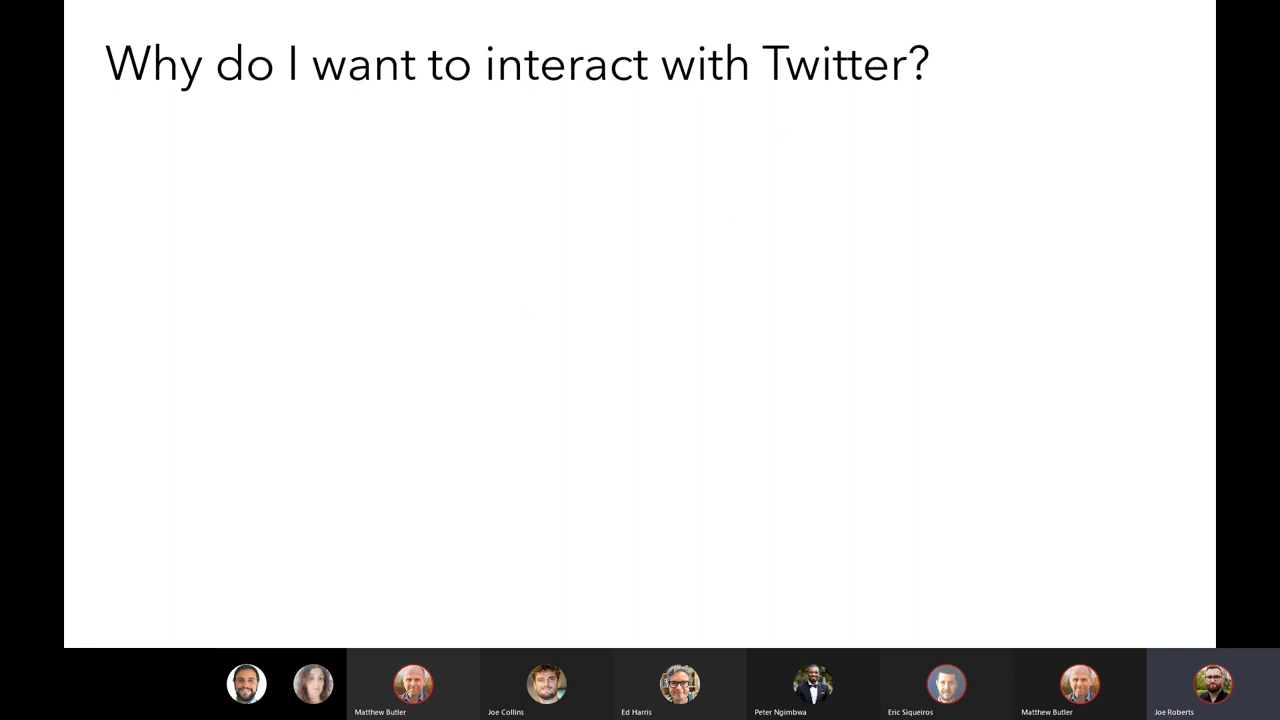 Why do I want to interact with Twitter?
Matthew Butler
Joe Collins
Ed Harris
Peter Ngimbwa
Eric Siqueiros
Matthew Butler
Joe Roberts